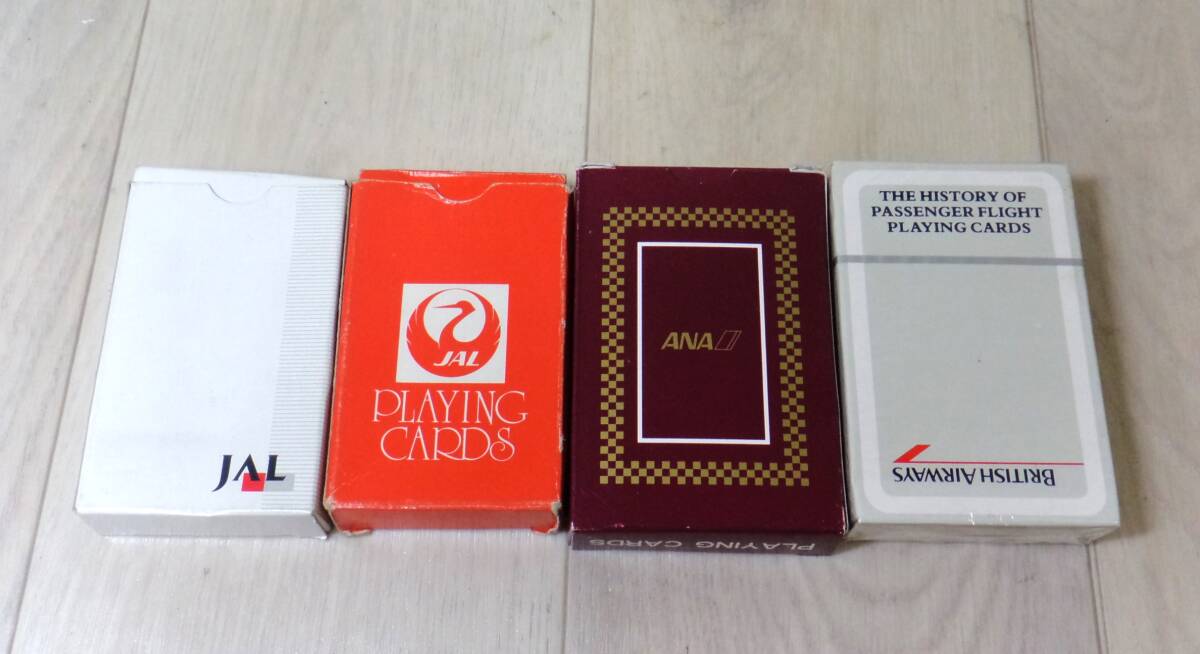 JAL
JAL
PLAYING
CARDS
ANA
PLAYING CARDS
THE HISTORY OF
PASSENGER FLIGHT
PLAYING CARDS
BRITISH AIRWAYS